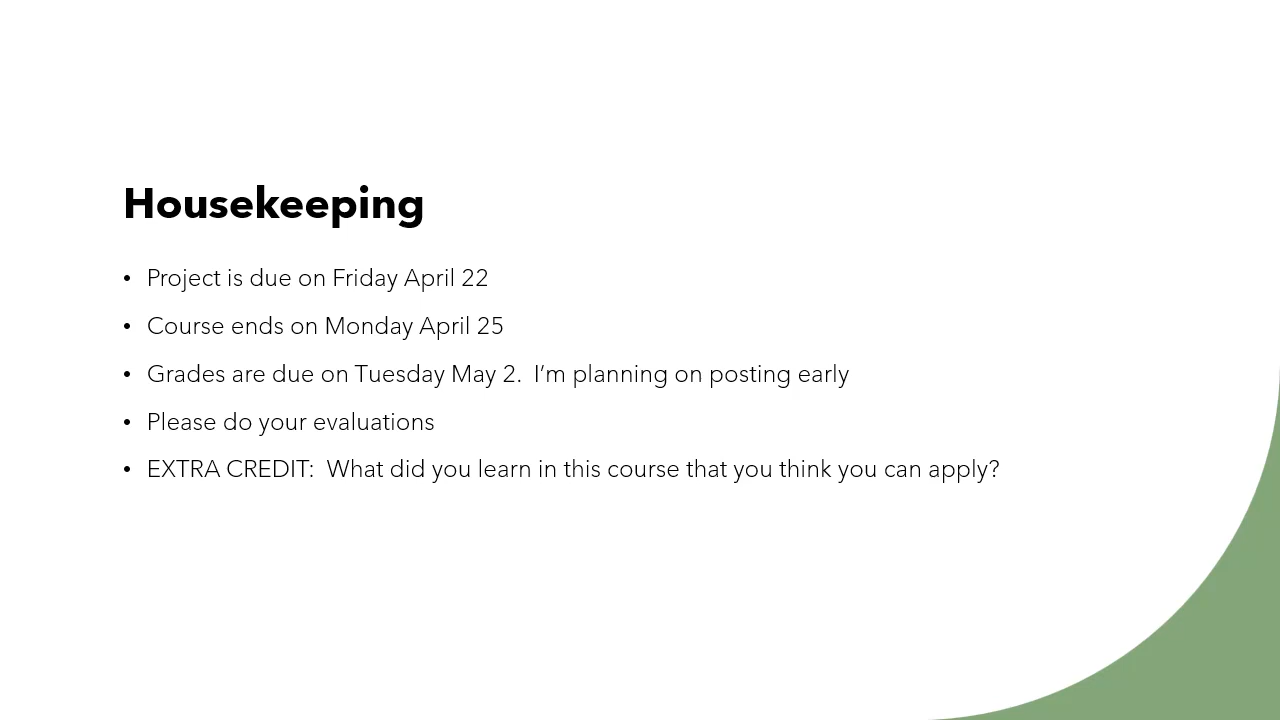 Housekeeping
• Project is due on Friday April 22
• Course ends on Monday April 25
• Grades are due on Tuesday May 2.  I’m planning on posting early
• Please do your evaluations
• EXTRA CREDIT:  What did you learn in this course that you think you can apply?